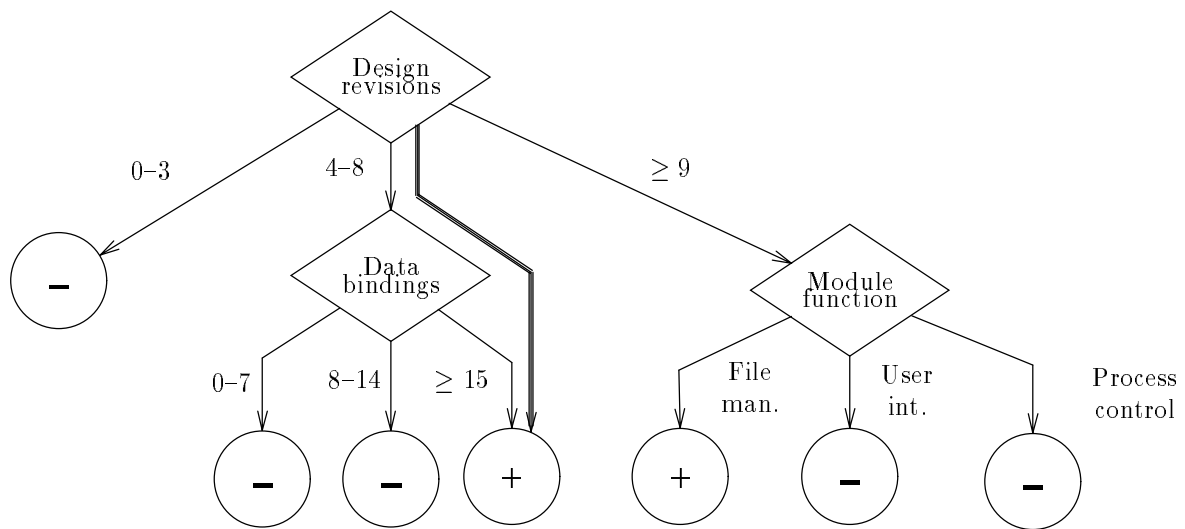 Design
revisions
0–3
4–8
≥ 9
Data
bindings
Module
function
–
0–7
8–14
≥ 15
File
man.
User
int.
Process
control
–
–
+
+
–
–